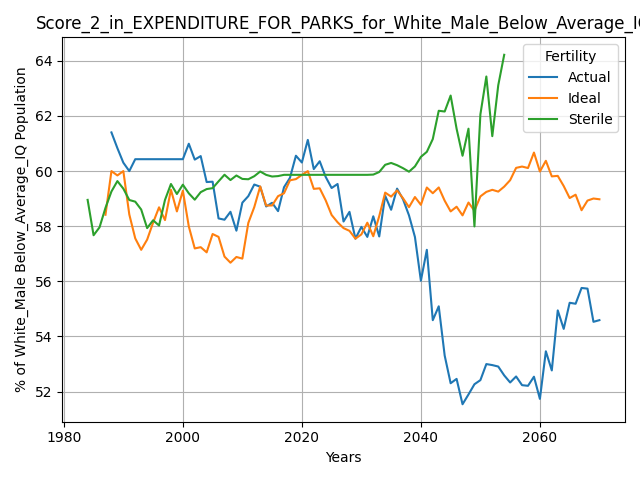 Score_2_in_EXPENDITURE_FOR_PARKS_for_White_Male_Below_Average_IQ
64
62
60
58
56
54
52
% of White_Male Below_Average_IQ Population
1980
2000
2020
2040
2060
Years
Fertility
Actual
Ideal
Sterile